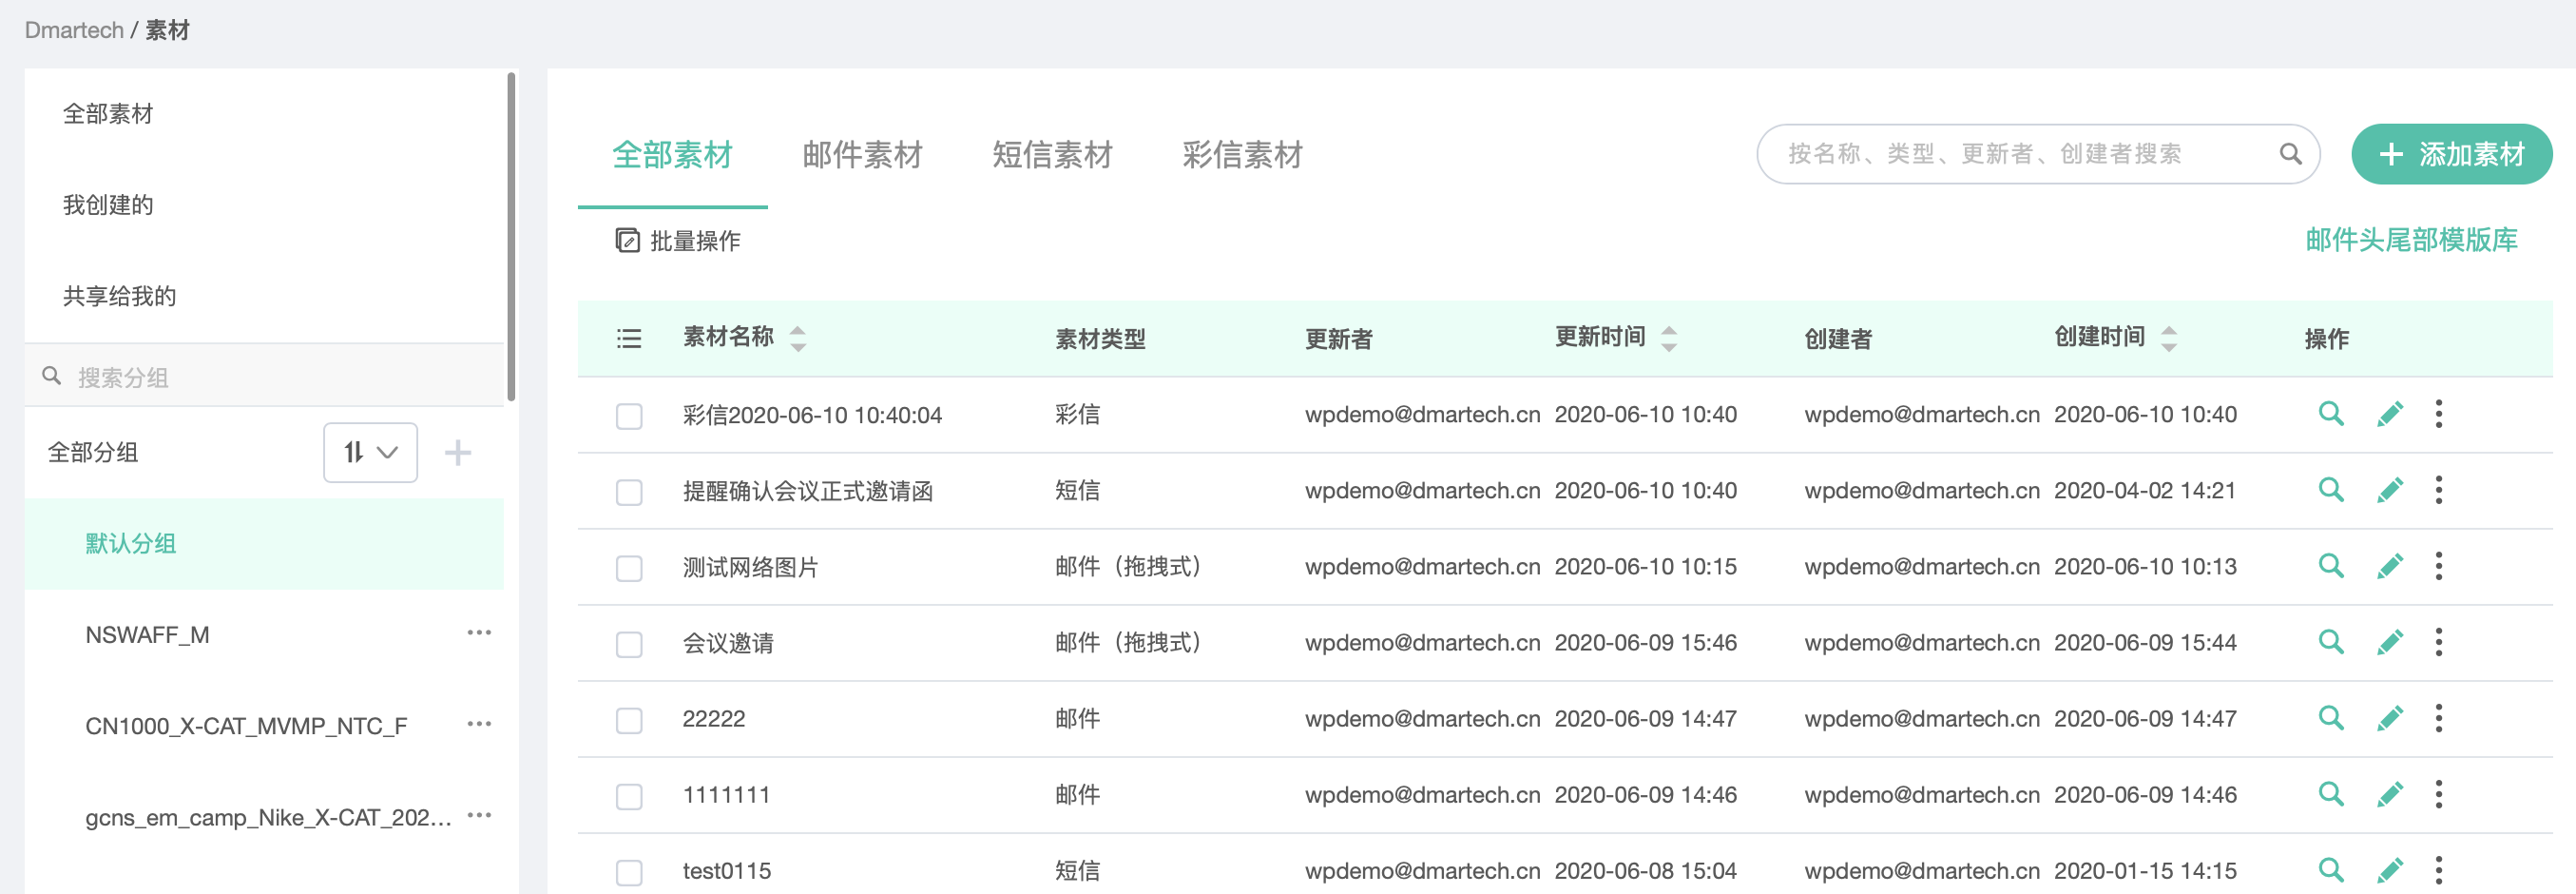 Dmartech / 素材
全部素材
我创建的
共享给我的
搜索分组
全部分组
默认分组
NSWAFF_M
CN1000_X-CAT_MVMP_NTC_F
gcns_em_camp_Nike_X-CAT_202...
全部素材 邮件素材 短信素材 彩信素材
按名称、类型、更新者、创建者搜索
+ 添加素材
批量操作
邮件头尾部模版库
素材名称 素材类型 更新者 更新时间 创建者 创建时间 操作
彩信2020-06-10 10:40:04 彩信 wpdemo@dmartech.cn 2020-06-10 10:40 wpdemo@dmartech.cn 2020-06-10 10:40
提醒确认会议正式邀请函 短信 wpdemo@dmartech.cn 2020-06-10 10:40 wpdemo@dmartech.cn 2020-04-02 14:21
测试网络图片 邮件（拖拽式） wpdemo@dmartech.cn 2020-06-10 10:15 wpdemo@dmartech.cn 2020-06-10 10:13
会议邀请 邮件（拖拽式） wpdemo@dmartech.cn 2020-06-09 15:46 wpdemo@dmartech.cn 2020-06-09 15:44
22222 邮件 wpdemo@dmartech.cn 2020-06-09 14:47 wpdemo@dmartech.cn 2020-06-09 14:47
1111111 邮件 wpdemo@dmartech.cn 2020-06-09 14:46 wpdemo@dmartech.cn 2020-06-09 14:46
test0115 短信 wpdemo@dmartech.cn 2020-06-08 15:04 wpdemo@dmartech.cn 2020-01-15 14:15